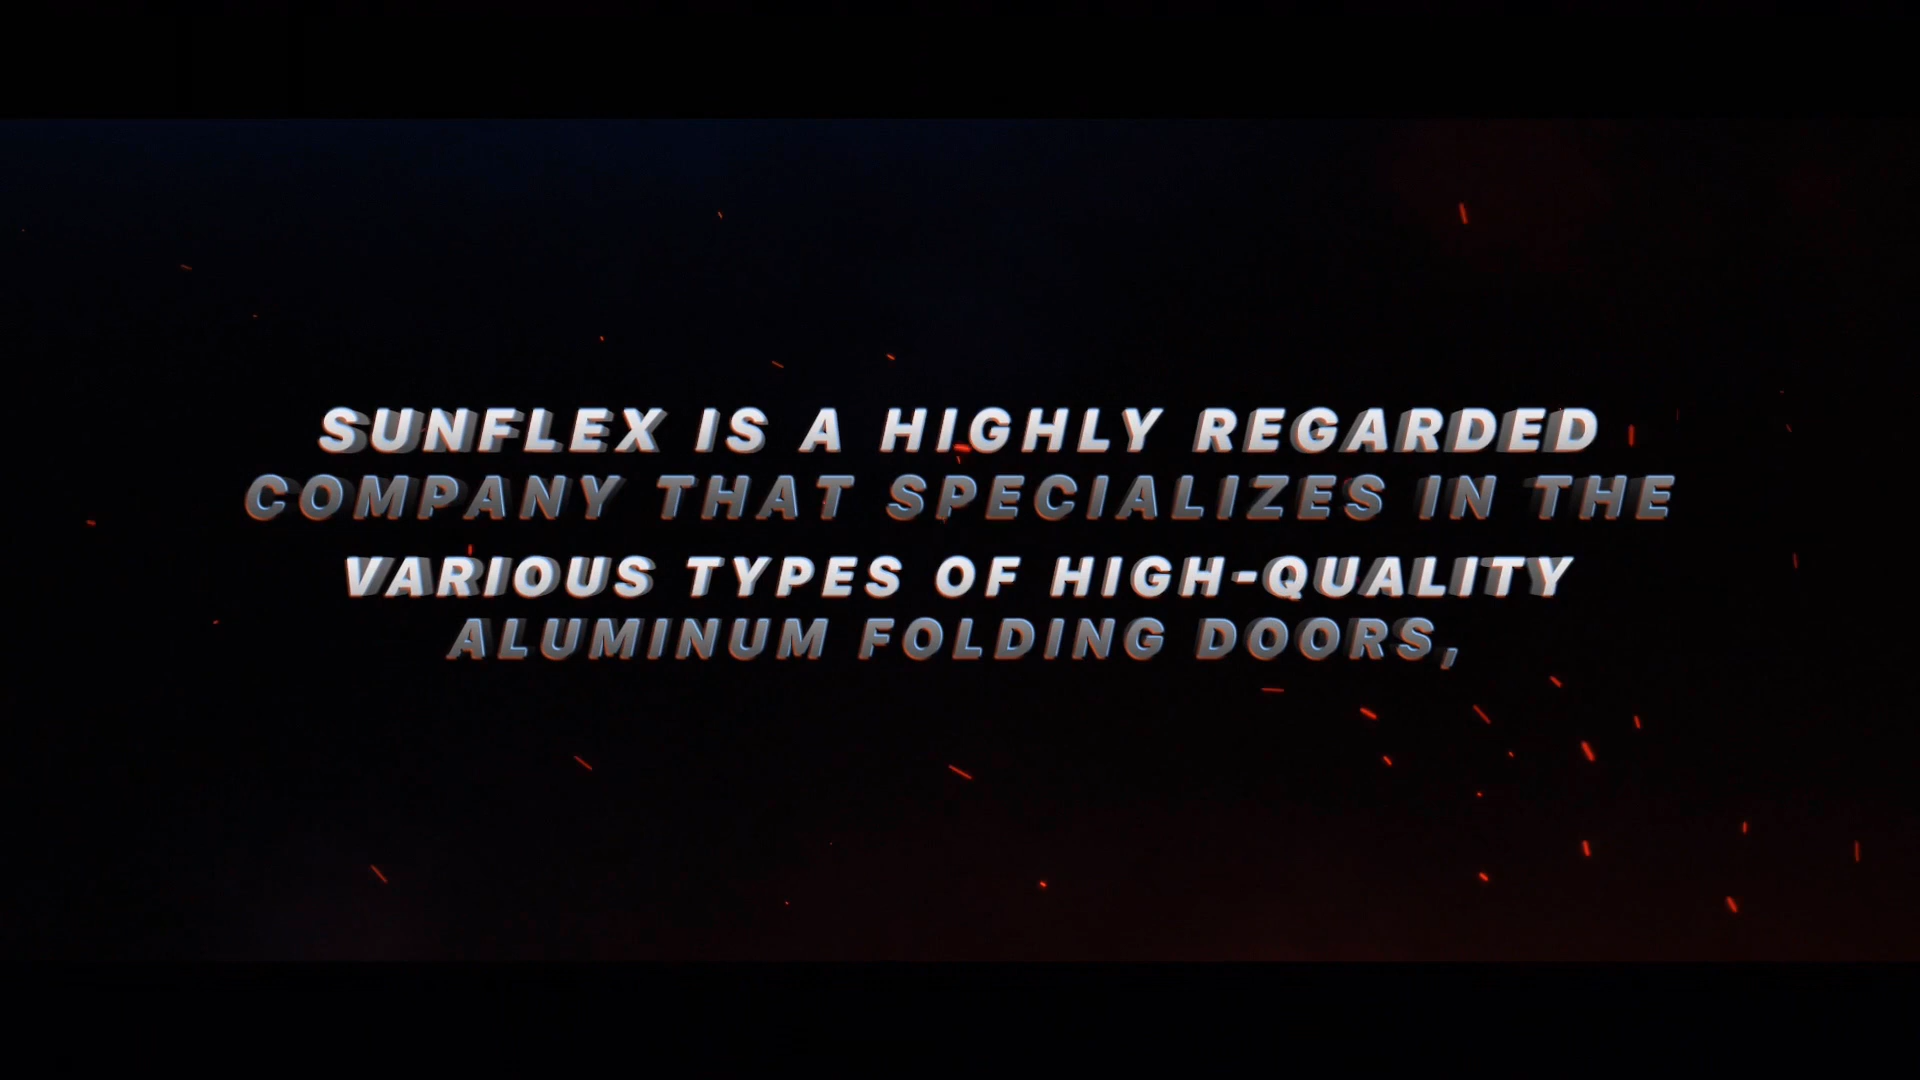 SUNFLEX IS A HIGHLY REGARDED
COMPANY THAT SPECIALIZES IN THE
VARIOUS TYPES OF HIGH-QUALITY
ALUMINUM FOLDING DOORS,